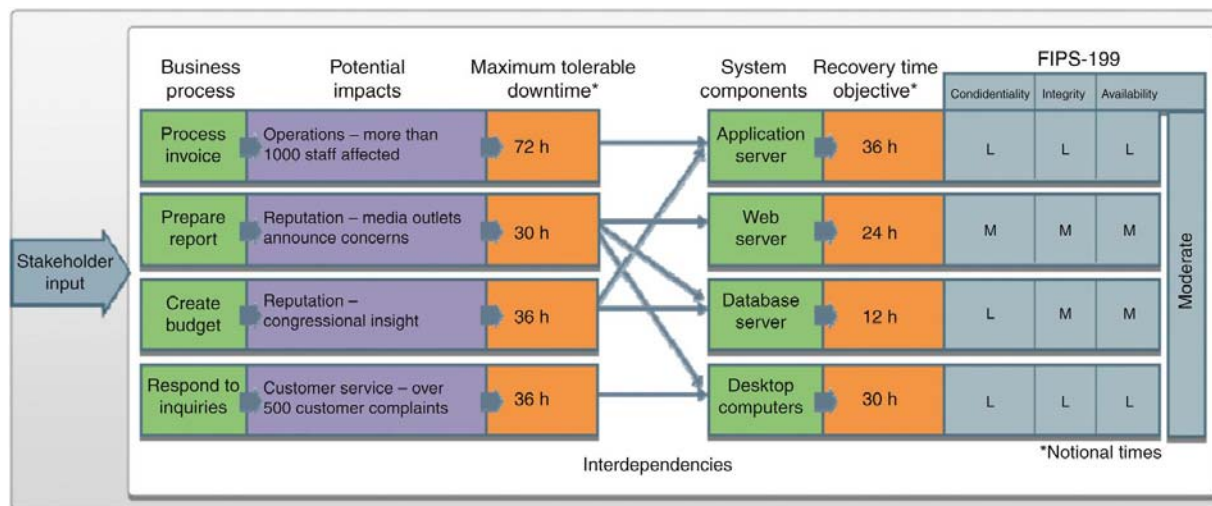 FIPS-199
Business process
Potential impacts
Maximum tolerable downtime*
System components
Recovery time objective*
Condidentiality
Integrity
Availability
Process invoice
Operations – more than
1000 staff affected
72 h
Application server
36 h
L
L
L
Prepare report
Reputation – media outlets
announce concerns
30 h
Web server
24 h
M
M
M
Stakeholder
input
Create budget
Reputation –
congressional insight
36 h
Database server
12 h
L
M
M
Moderate
Respond to inquiries
Customer service – over
500 customer complaints
36 h
Desktop computers
30 h
L
L
L
*Notional times
Interdependencies